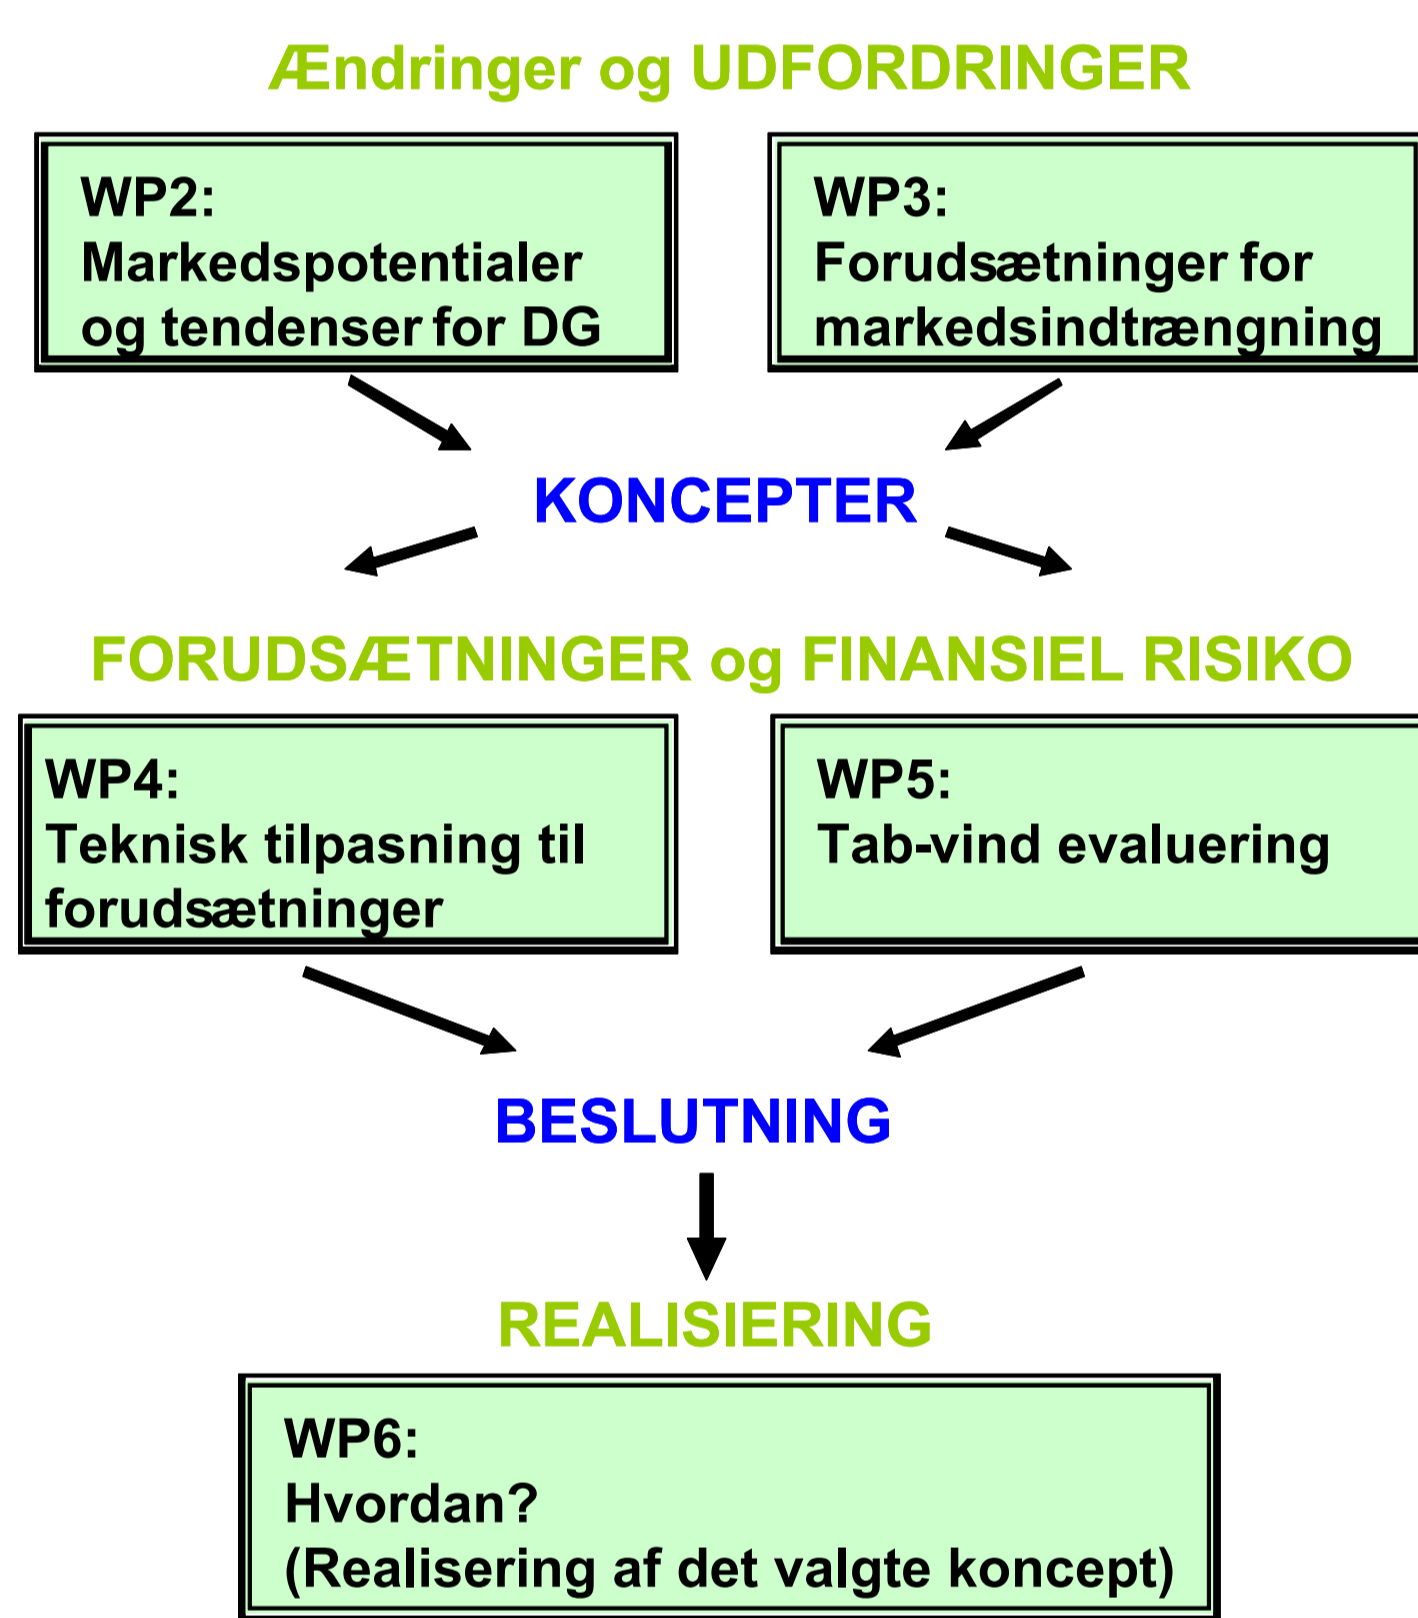 Ændringer og UDFORDRINGER
WP2:
Markedspotentialer
og tendenser for DG
WP3:
Forudsætninger for
markedsindtrængning
KONCEPTER
FORUDSÆTNINGER og FINANSIEL RISIKO
WP4:
Teknisk tilpasning til
forudsætninger
WP5:
Tab-vind evaluering
BESLUTNING
REALISIERING
WP6:
Hvordan?
(Realisering af det valgte koncept)